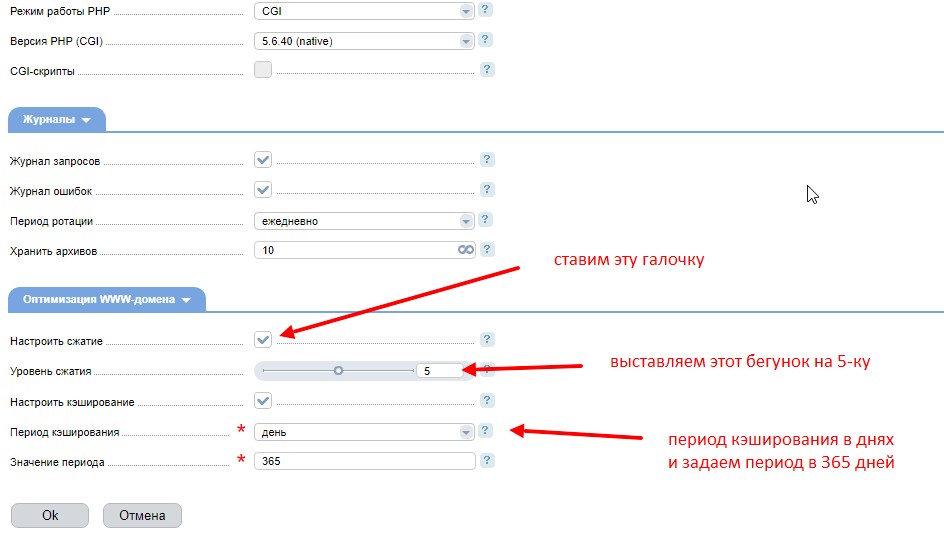 Режим работы PHP CGI ?
Версия PHP (CGI) 5.6.40 (native) ?
CGI-скрипты ?
Журналы
Журнал запросов ?
Журнал ошибок ?
Период ротации ежедневно ?
Хранить архивов 10 ?
ставим эту галочку
Оптимизация WWW-домена
Настроить сжатие ?
Уровень сжатия 5 ?
выставляем этот бегунок на 5-ку
Настроить кэширование ?
Период кэширования * день ?
период кэширования в днях
и задаем период в 365 дней
Значение периода * 365 ?
Ok Отмена